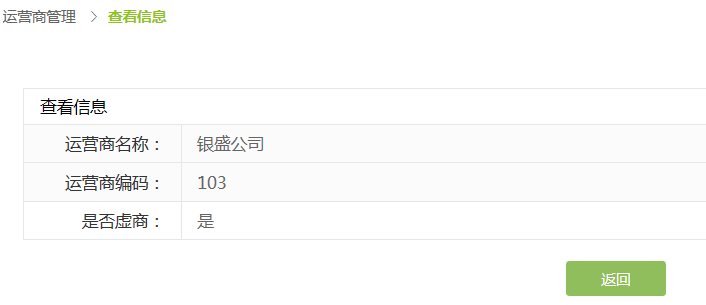 运营商管理 > 查看信息
查看信息
运营商名称： 银盛公司
运营商编码： 103
是否虚商： 是
返回